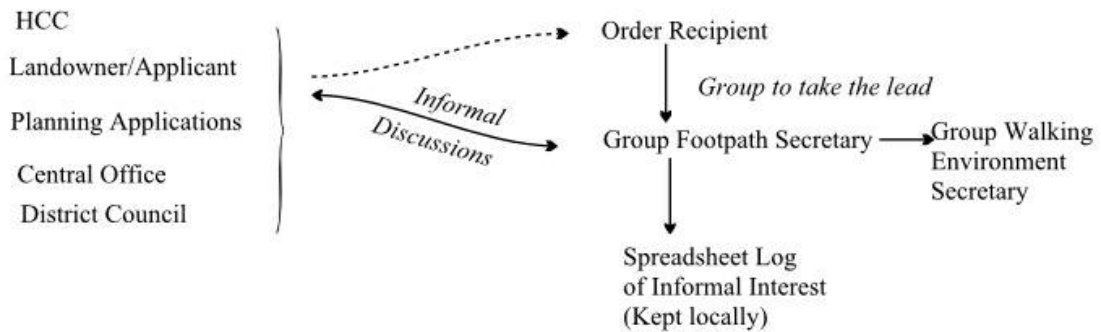 HCC
Landowner/Applicant
Planning Applications
Central Office
District Council
Informal
Discussions
Order Recipient
Group to take the lead
Group Footpath Secretary
Group Walking
Environment
Secretary
Spreadsheet Log
of Informal Interest
(Kept locally)